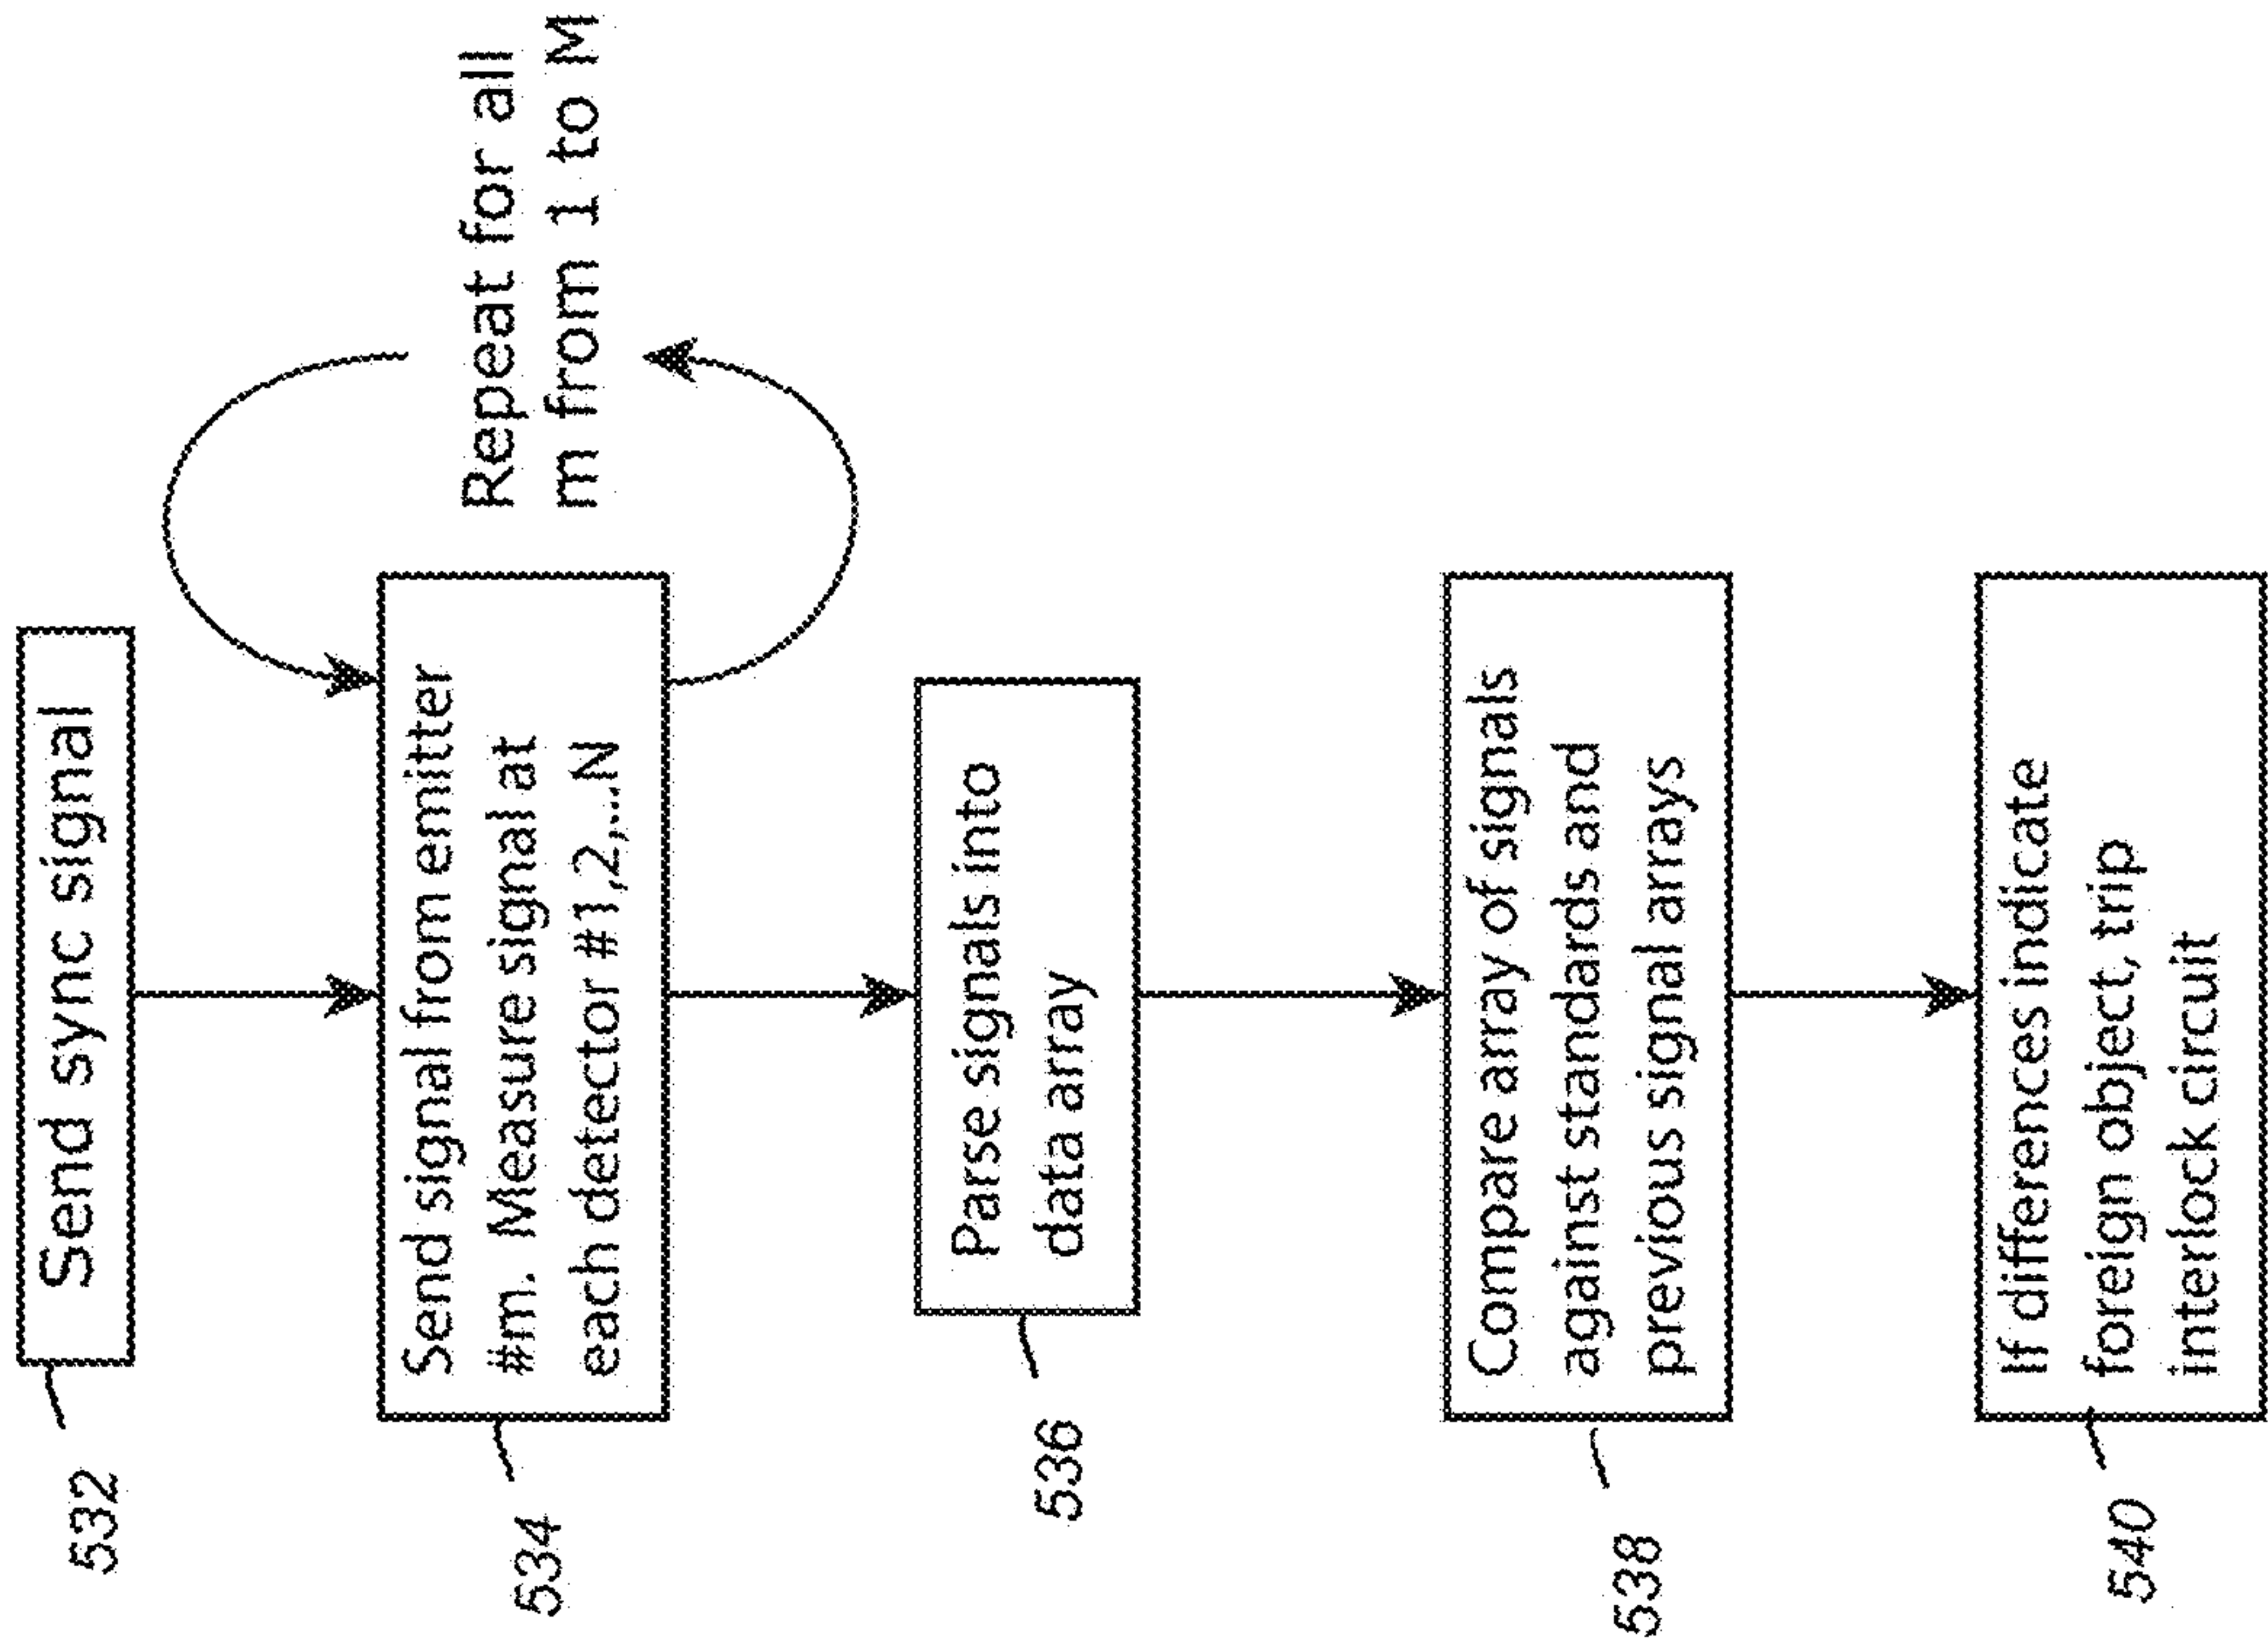 532
Send sync signal
534
Send signal from emitter
#m. Measure signal at
each detector #1,2,...N
Repeat for all
m from 1 to M
536
Parse signals into
data array
538
Compare array of signals
against standards and
previous signal arrays
540
If differences indicate
foreign object, trip
interlock circuit